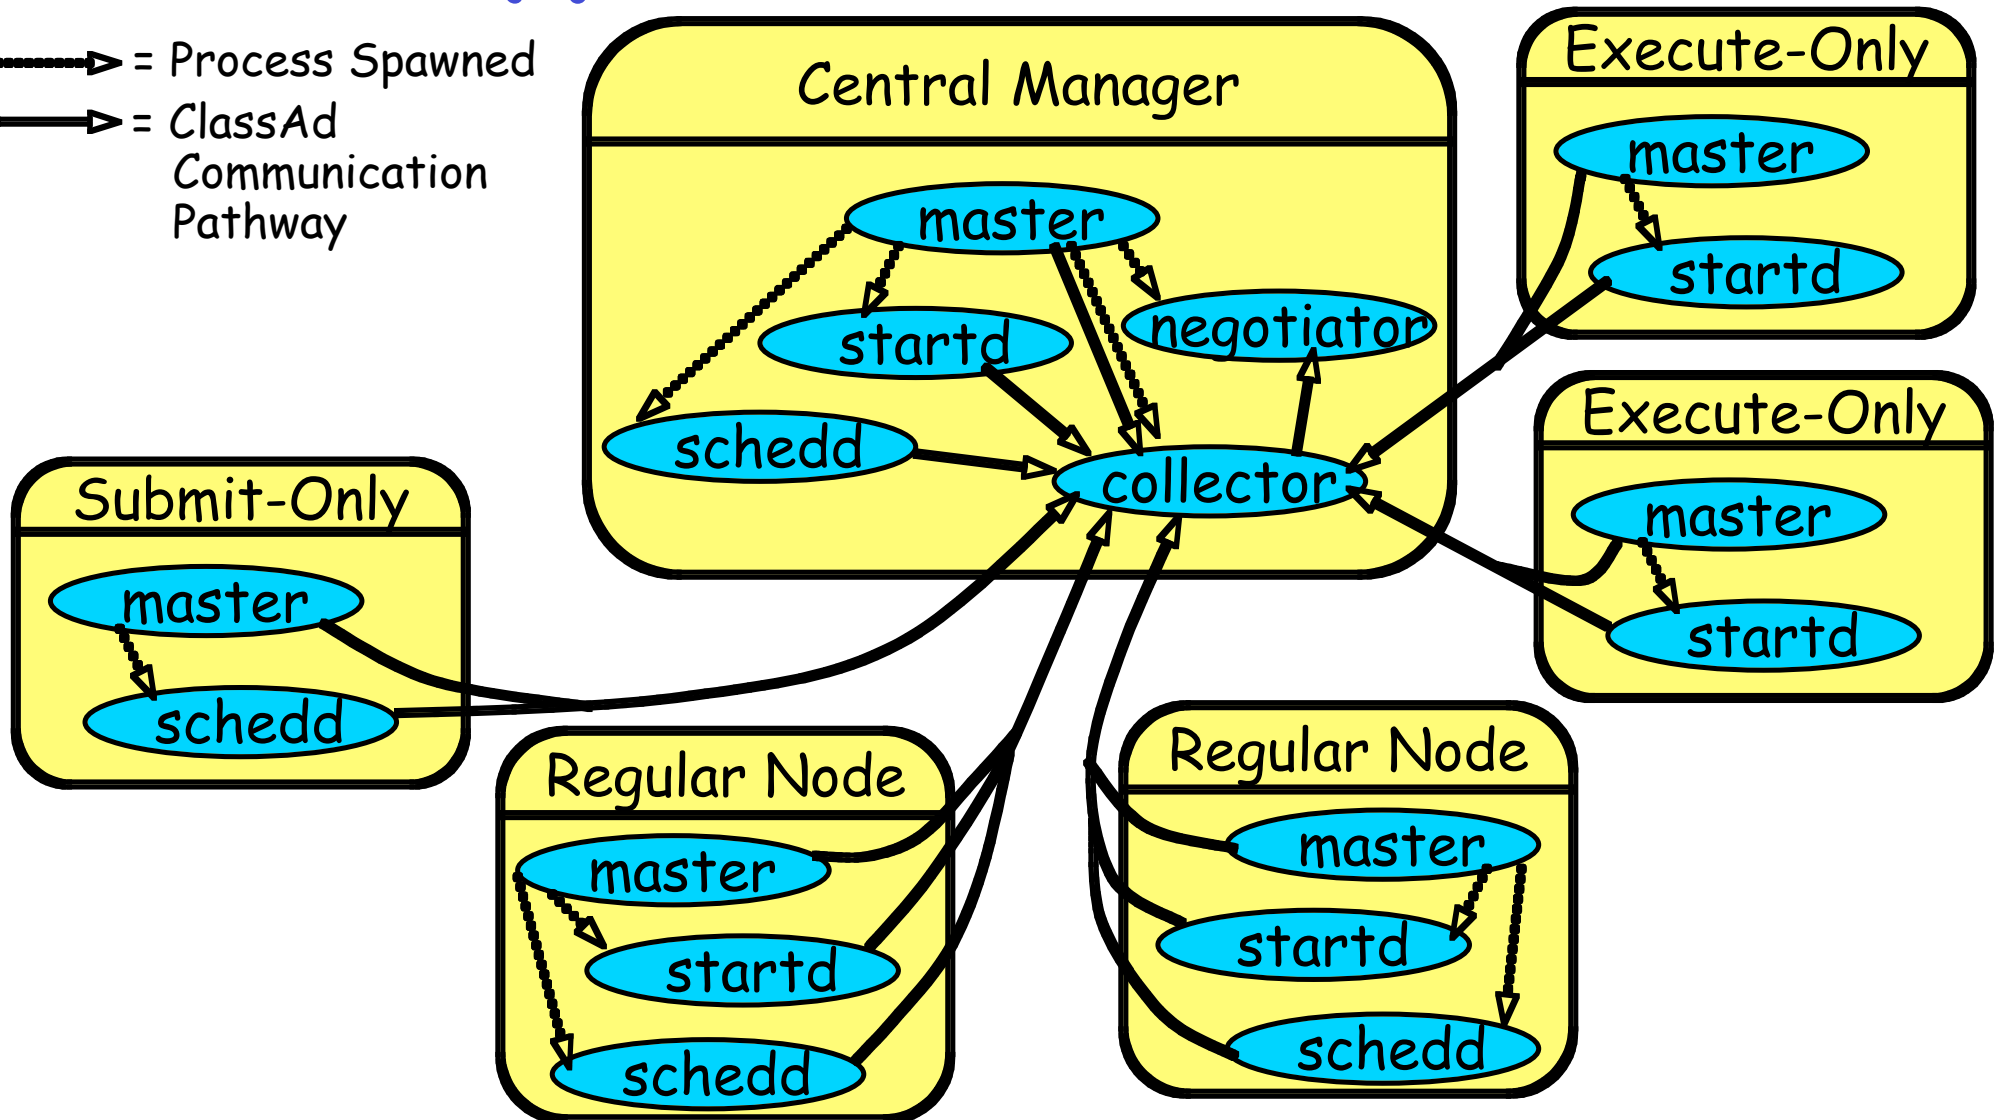 = Process Spawned
= ClassAd
Communication
Pathway
Central Manager
master
startd
negotiator
schedd
collector
Execute-Only
master
startd
Execute-Only
master
startd
Submit-Only
master
schedd
Regular Node
master
startd
schedd
Regular Node
master
startd
schedd